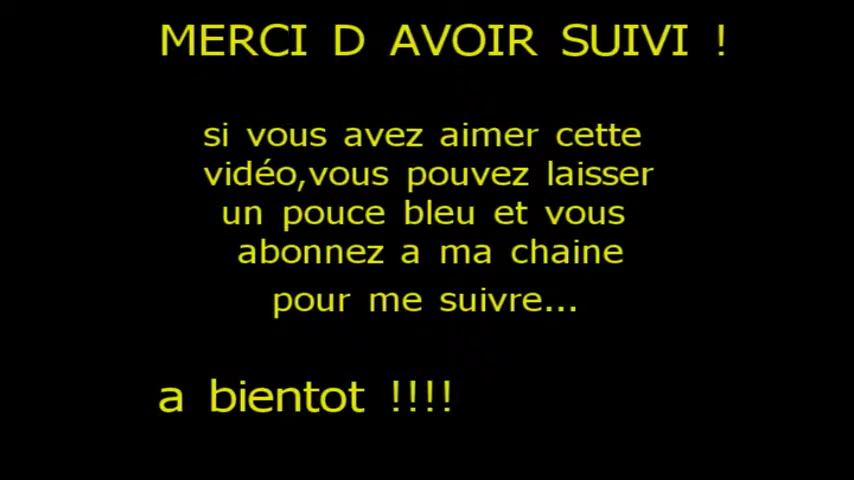 MERCI D AVOIR SUIVI !
si vous avez aimer cette
vidéo,vous pouvez laisser
un pouce bleu et vous
abonnez a ma chaine
pour me suivre...
a bientot !!!!